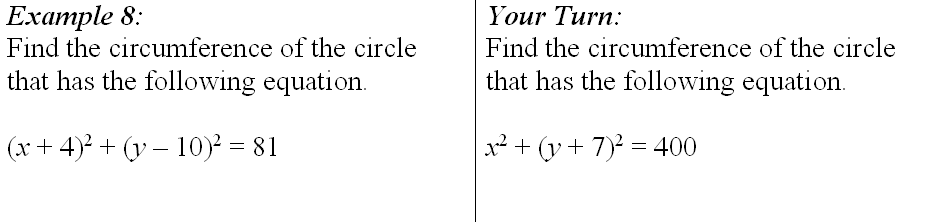 Example 8:
Find the circumference of the circle
that has the following equation.
(x + 4)² + (y – 10)² = 81
Your Turn:
Find the circumference of the circle
that has the following equation.
x² + (y + 7)² = 400